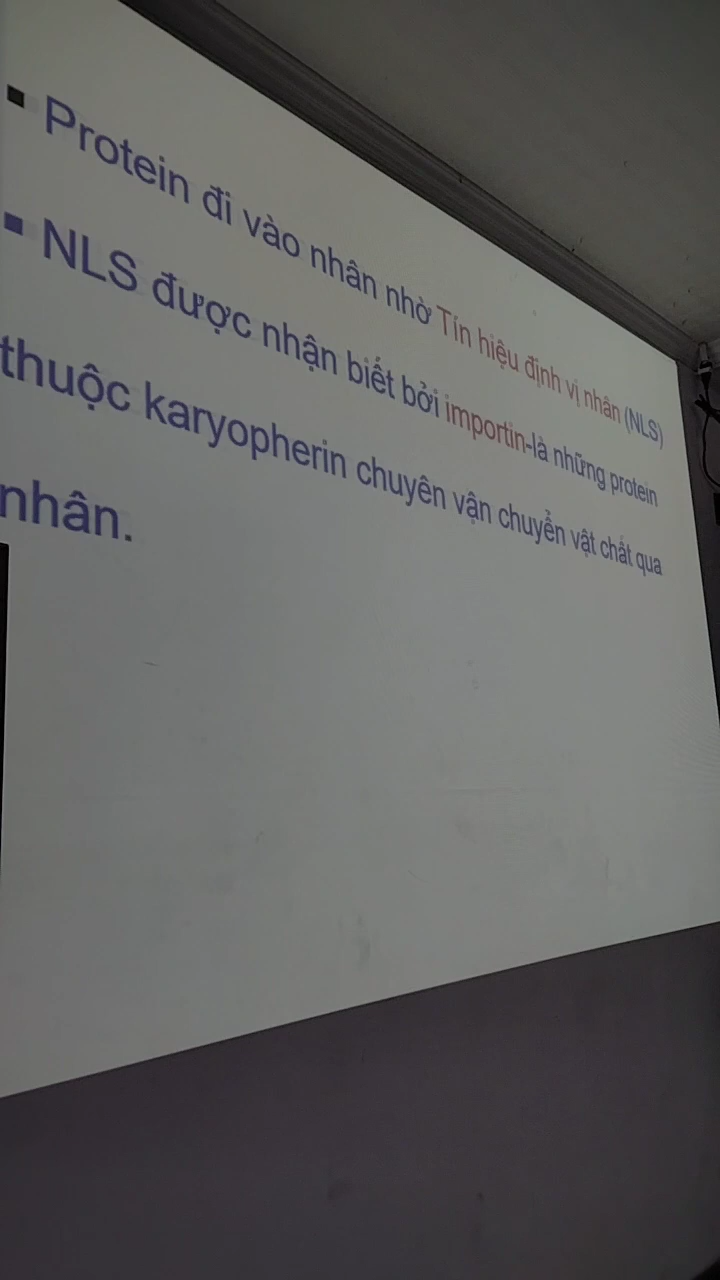 ▪ Protein đi vào nhân nhờ Tín hiệu định vị nhân (NLS)
▪ NLS được nhận biết bởi importin-là những protein
thuộc karyopherin chuyên vận chuyển vật chất qua
nhân.